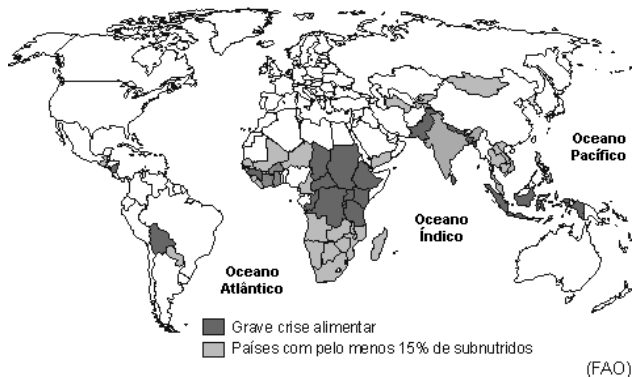 Oceano
Pacífico
Oceano
Índico
Oceano
Atlântico
Grave crise alimentar
Países com pelo menos 15% de subnutridos
(FAO)